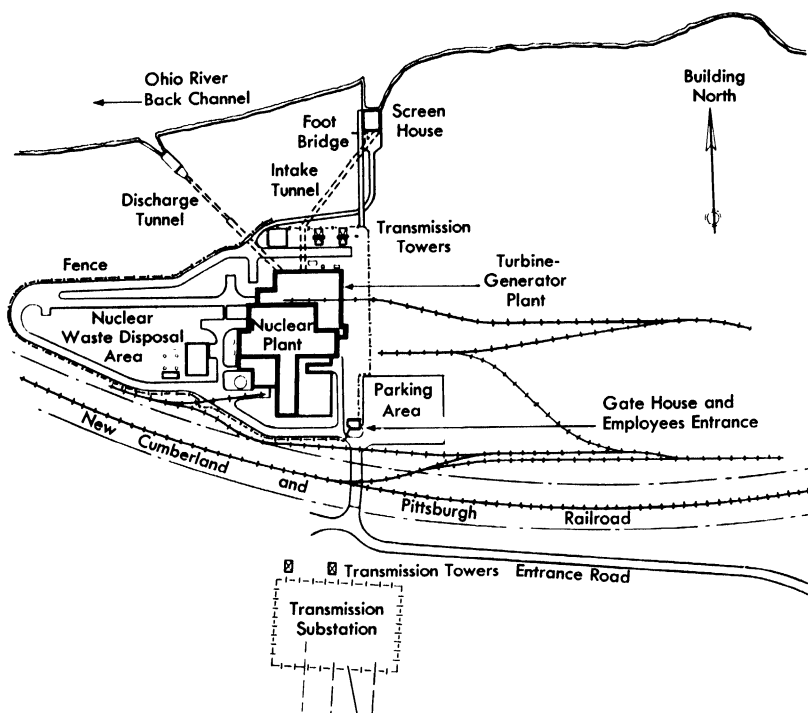 Ohio River
Back Channel
Building
North
Screen
House
Foot
Bridge
Intake
Tunnel
Discharge
Tunnel
Transmission
Towers
Fence
Turbine-
Generator
Plant
Nuclear
Waste Disposal
Area
Nuclear
Plant
Parking
Area
Gate House and
Employees Entrance
New Cumberland and Pittsburgh Railroad
Transmission Towers
Entrance Road
Transmission
Substation